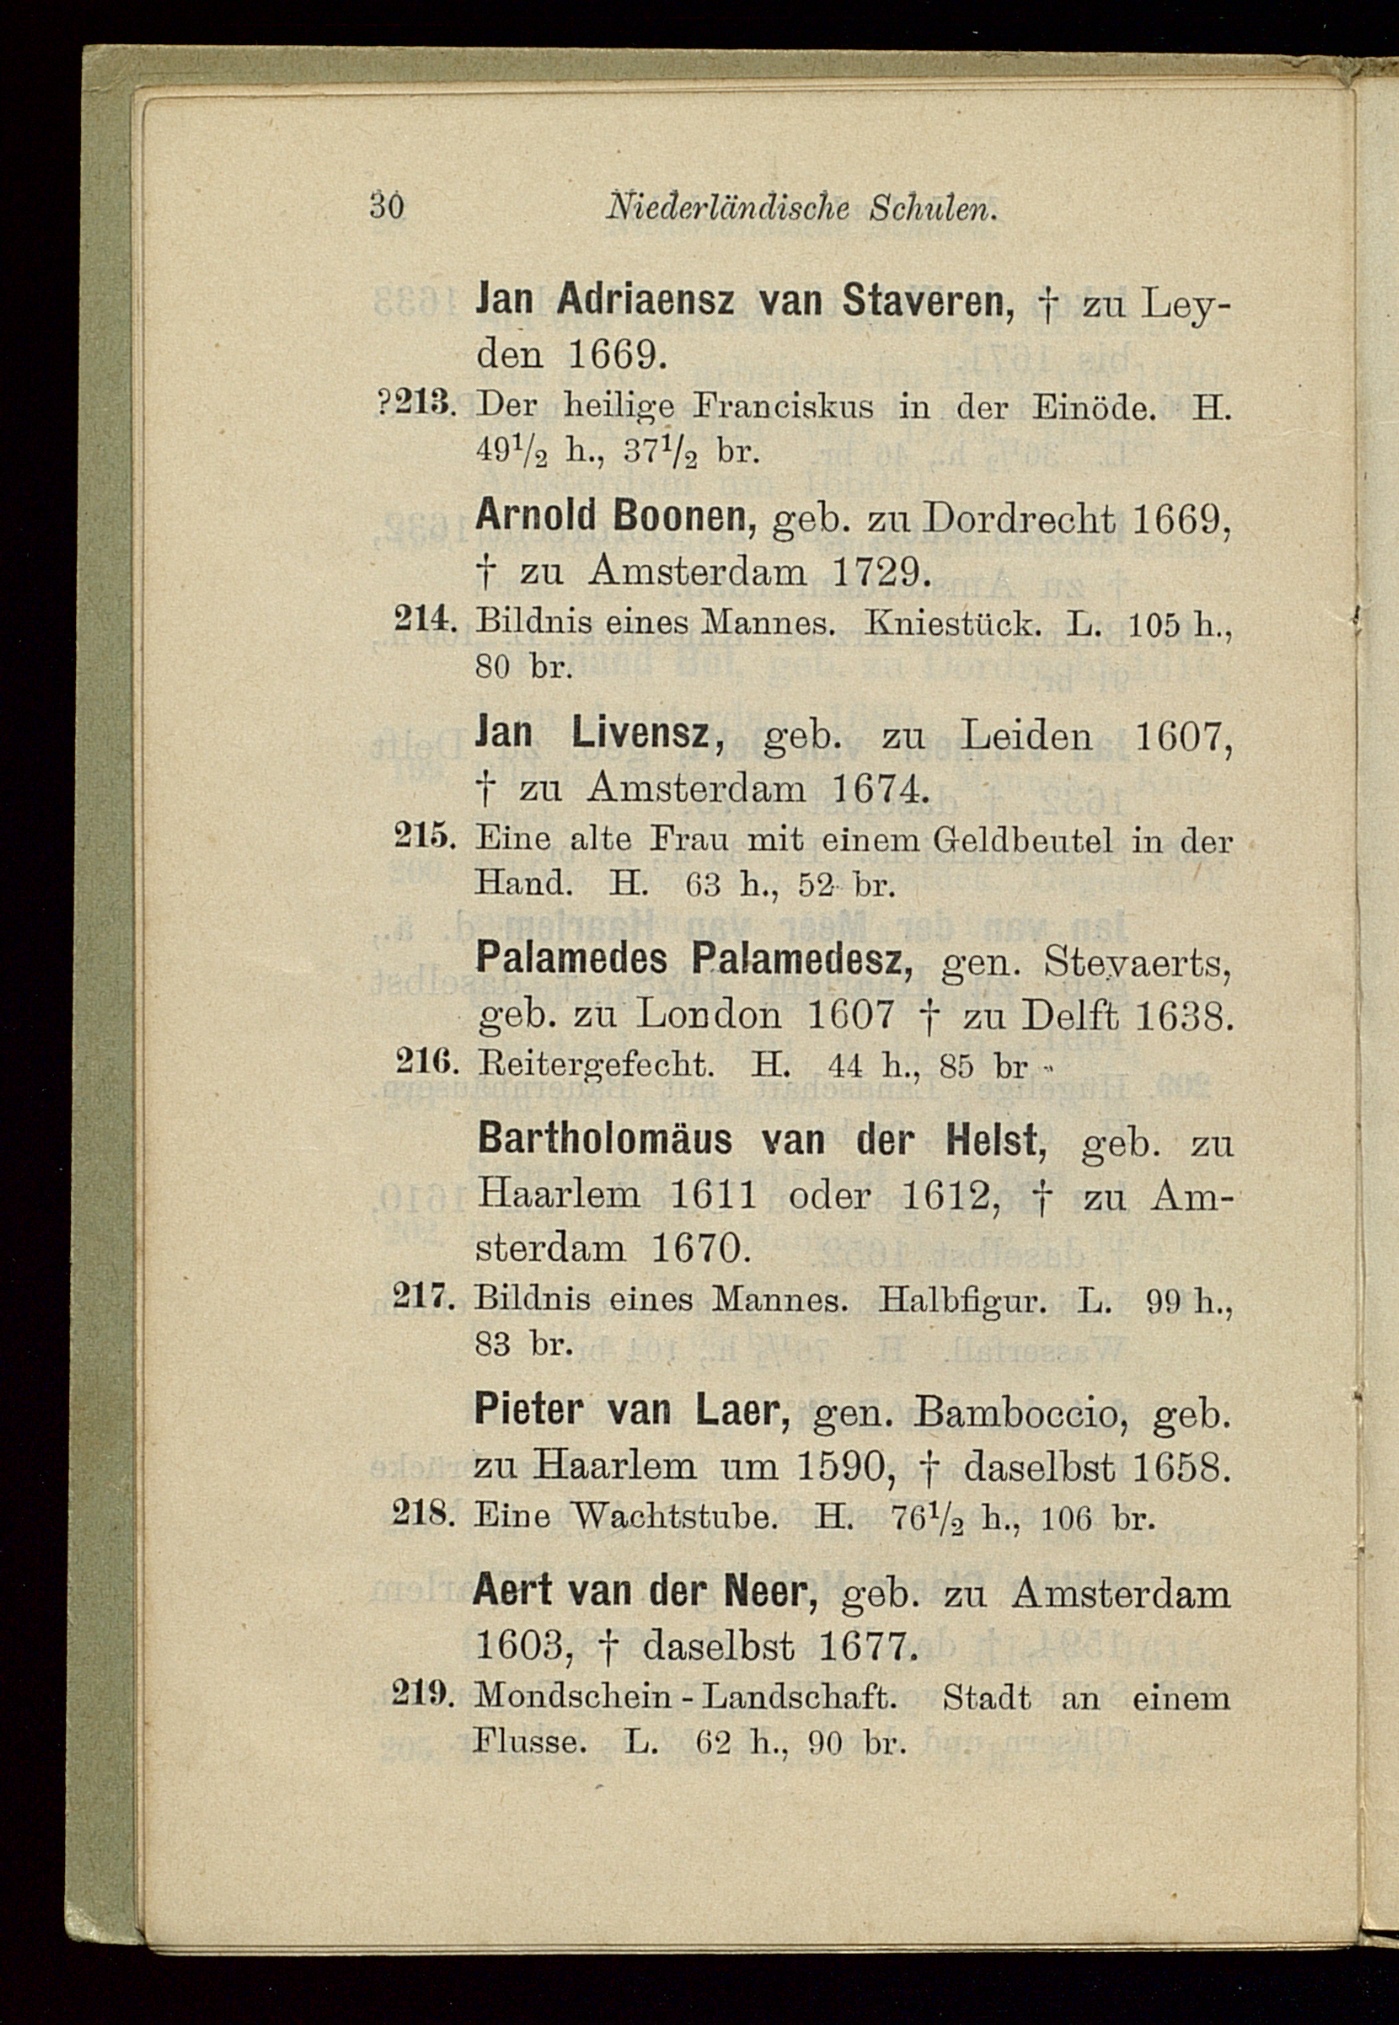 30 Niederländische Schulen.
Jan Adriaensz van Staveren, † zu Ley-
den 1669.
?213. Der heilige Franciskus in der Einöde. H.
49½ h., 37½ br.
Arnold Boonen, geb. zu Dordrecht 1669,
† zu Amsterdam 1729.
214. Bildnis eines Mannes. Kniestück. L. 105 h.,
80 br.
Jan Livensz, geb. zu Leiden 1607,
† zu Amsterdam 1674.
215. Eine alte Frau mit einem Geldbeutel in der
Hand. H. 63 h., 52 br.
Palamedes Palamedesz, gen. Stevaerts,
geb. zu London 1607 † zu Delft 1638.
216. Reitergefecht. H. 44 h., 85 br.
Bartholomäus van der Helst, geb. zu
Haarlem 1611 oder 1612, † zu Am-
sterdam 1670.
217. Bildnis eines Mannes. Halbfigur. L. 99 h.,
83 br.
Pieter van Laer, gen. Bamboccio, geb.
zu Haarlem um 1590, † daselbst 1658.
218. Eine Wachtstube. H. 76½ h., 106 br.
Aert van der Neer, geb. zu Amsterdam
1603, † daselbst 1677.
219. Mondschein-Landschaft. Stadt an einem
Flusse. L. 62 h., 90 br.